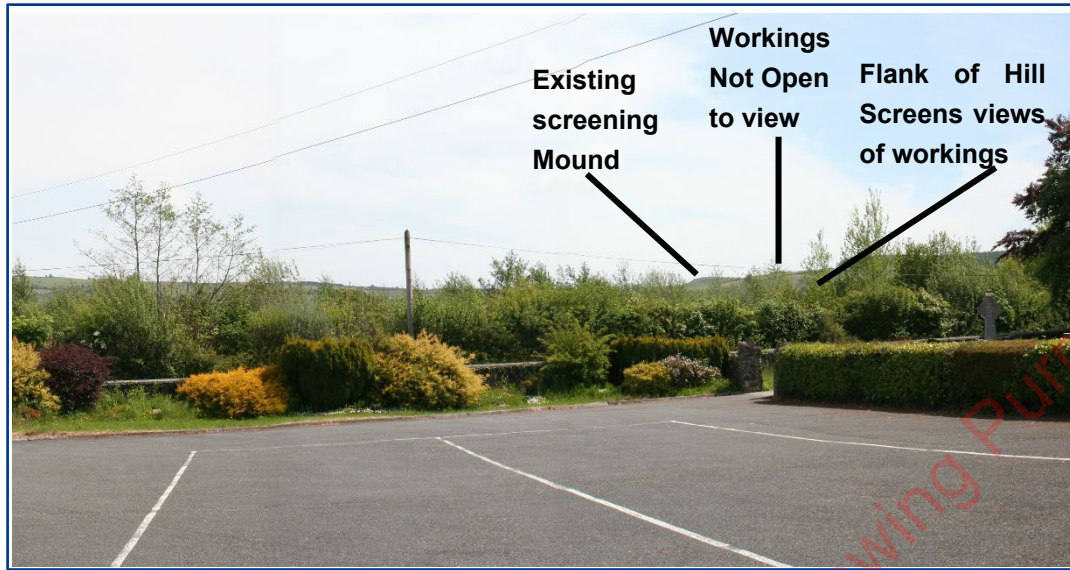 Existing
screening
Mound
Workings
Not Open
to view
Flank of Hill
Screens views
of workings